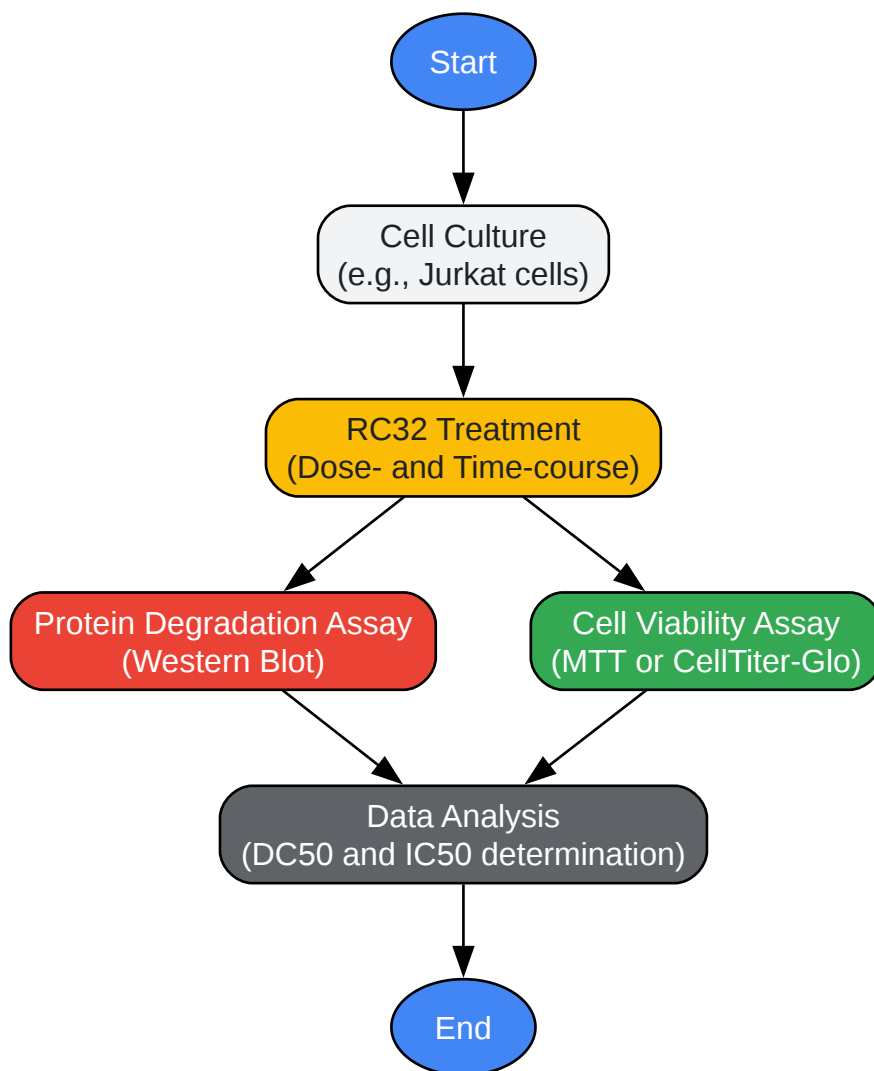 Start
Cell Culture
(e.g., Jurkat cells)
RC32 Treatment
(Dose- and Time-course)
Protein Degradation Assay
(Western Blot)
Cell Viability Assay
(MTT or CellTiter-Glo)
Data Analysis
(DC50 and IC50 determination)
End